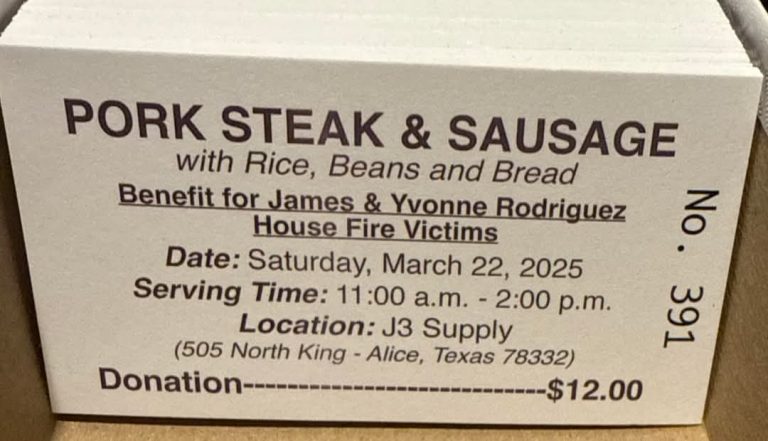 PORK STEAK & SAUSAGE
with Rice, Beans and Bread
Benefit for James & Yvonne Rodriguez
House Fire Victims
Date: Saturday, March 22, 2025
Serving Time: 11:00 a.m. - 2:00 p.m.
Location: J3 Supply
(505 North King - Alice, Texas 78332)
Donation----------------------------$12.00
No. 391